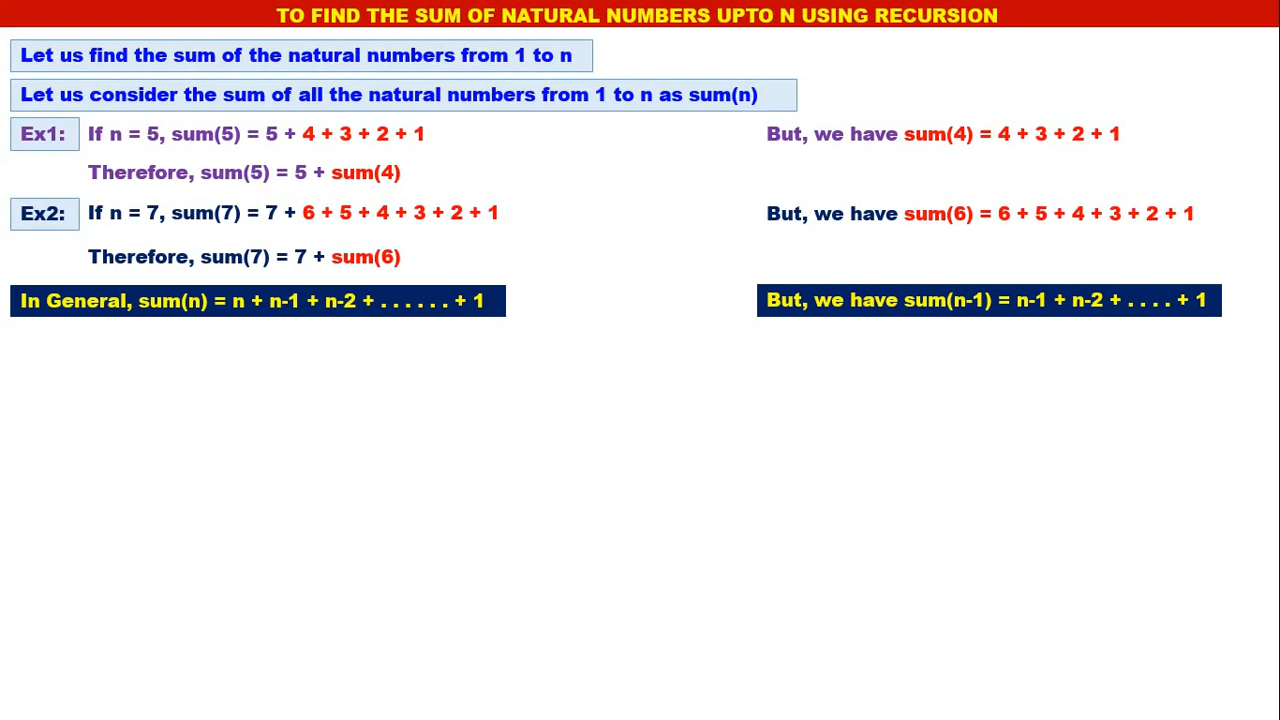 TO FIND THE SUM OF NATURAL NUMBERS UPTO N USING RECURSION
Let us find the sum of the natural numbers from 1 to n
Let us consider the sum of all the natural numbers from 1 to n as sum(n)
Ex1: If n = 5, sum(5) = 5 + 4 + 3 + 2 + 1 But, we have sum(4) = 4 + 3 + 2 + 1
Therefore, sum(5) = 5 + sum(4)
Ex2: If n = 7, sum(7) = 7 + 6 + 5 + 4 + 3 + 2 + 1 But, we have sum(6) = 6 + 5 + 4 + 3 + 2 + 1
Therefore, sum(7) = 7 + sum(6)
In General, sum(n) = n + n-1 + n-2 + . . . . . . + 1 But, we have sum(n-1) = n-1 + n-2 + . . . . + 1